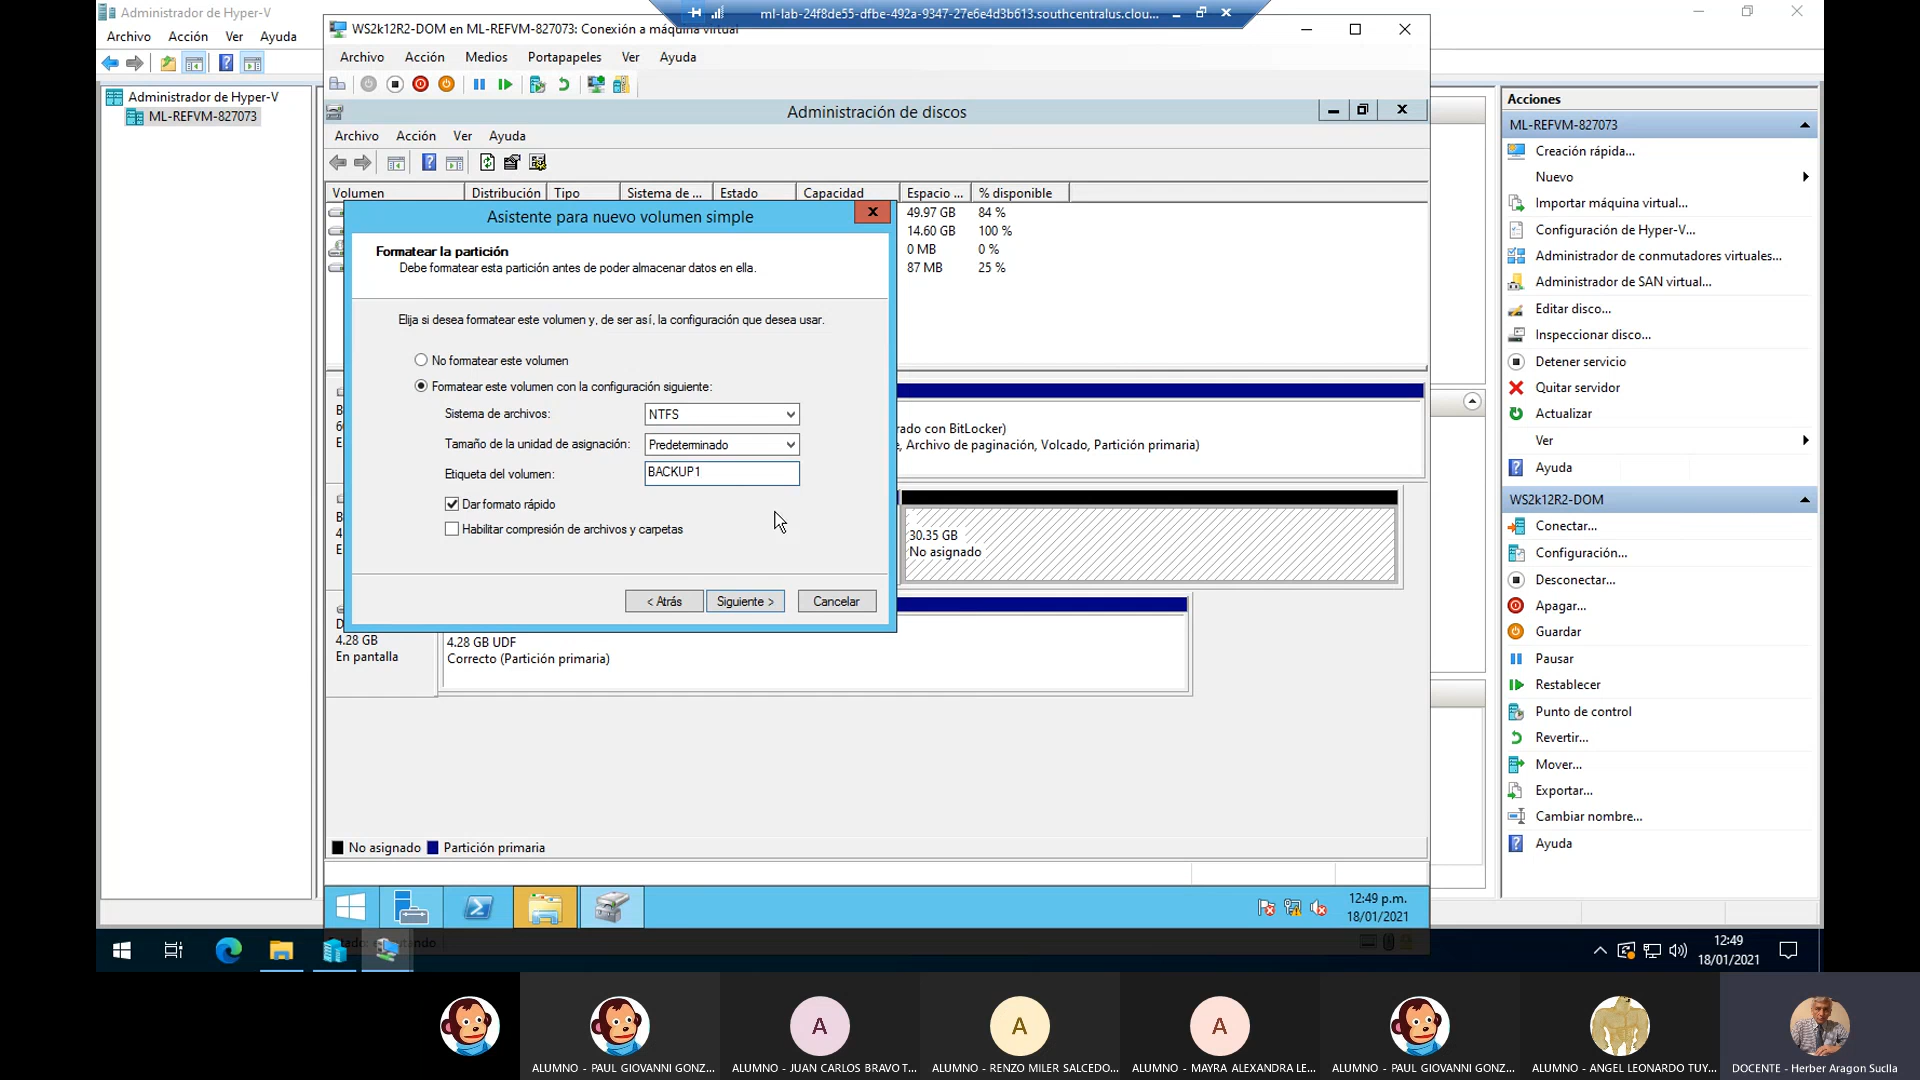 Administrador de Hyper-V
Archivo Acción Ver Ayuda
ml-lab-24f8de55-dfbe-492a-9347-27e6e4d3b613.southcentralus.clou...
WS2k12R2-DOM en ML-REFVM-827073: Conexión a máquina virtual
Archivo Acción Medios Portapapeles Ver Ayuda
Administrador de Hyper-V
ML-REFVM-827073
Administración de discos
Archivo Acción Ver Ayuda
Volumen Distribución Tipo Sistema de ... Estado Capacidad Espacio ... % disponible
49.97 GB 84 %
14.60 GB 100 %
0 MB 0 %
87 MB 25 %
Asistente para nuevo volumen simple
Formatear la partición
Debe formatear esta partición antes de poder almacenar datos en ella.
Elija si desea formatear este volumen y, de ser así, la configuración que desea usar.
No formatear este volumen
Formatear este volumen con la configuración siguiente:
Sistema de archivos: NTFS
Tamaño de la unidad de asignación: Predeterminado
Etiqueta del volumen: BACKUP1
Dar formato rápido
Habilitar compresión de archivos y carpetas
< Atrás Siguiente > Cancelar
rado con BitLocker)
, Archivo de paginación, Volcado, Partición primaria)
30.35 GB
No asignado
4.28 GB
En pantalla
4.28 GB UDF
Correcto (Partición primaria)
No asignado Partición primaria
12:49 p.m.
18/01/2021
Acciones
ML-REFVM-827073
Creación rápida...
Nuevo
Importar máquina virtual...
Configuración de Hyper-V...
Administrador de conmutadores virtuales...
Administrador de SAN virtual...
Editar disco...
Inspeccionar disco...
Detener servicio
Quitar servidor
Actualizar
Ver
Ayuda
WS2k12R2-DOM
Conectar...
Configuración...
Desconectar...
Apagar...
Guardar
Pausar
Restablecer
Punto de control
Revertir...
Mover...
Exportar...
Cambiar nombre...
Ayuda
12:49
18/01/2021
ALUMNO - PAUL GIOVANNI GONZ...
A
ALUMNO - JUAN CARLOS BRAVO T...
A
ALUMNO - RENZO MILER SALCEDO...
A
ALUMNO - MAYRA ALEXANDRA LE...
ALUMNO - PAUL GIOVANNI GONZ...
ALUMNO - ANGEL LEONARDO TUY...
DOCENTE - Herber Aragon Suclla